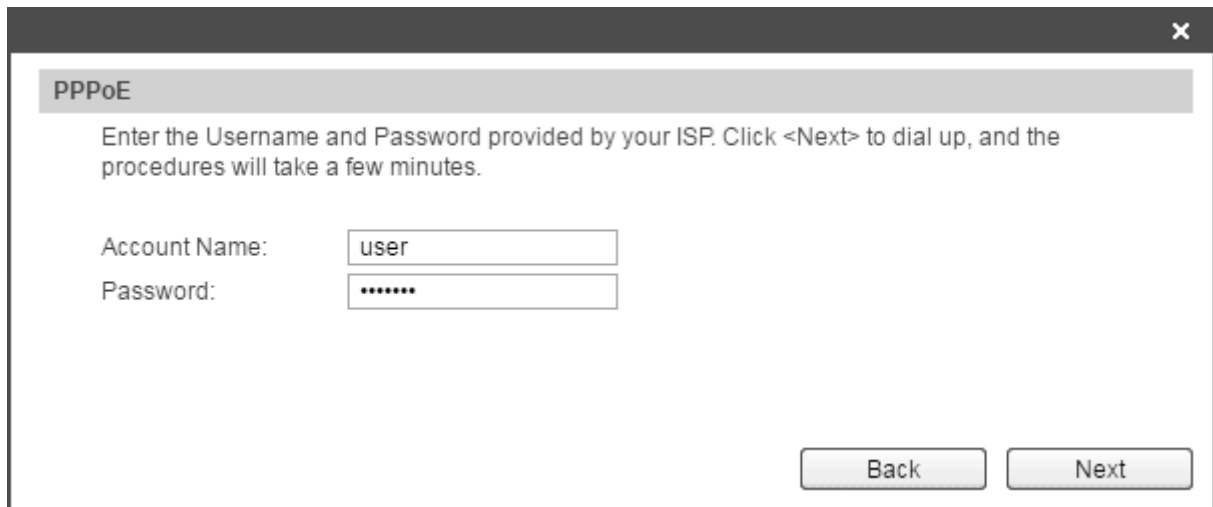 PPPoE
Enter the Username and Password provided by your ISP. Click <Next> to dial up, and the
procedures will take a few minutes.
Account Name: user
Password: •••••••
Back Next